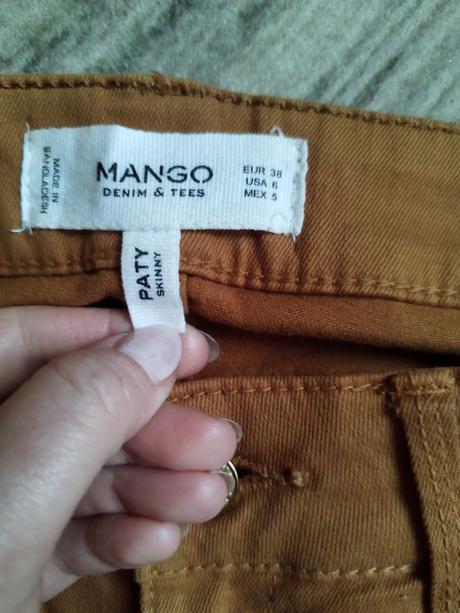 MANGO
DENIM & TEES
EUR 38
USA 6
MEX 5
MADE IN
BANGLADESH
PATY
SKINNY